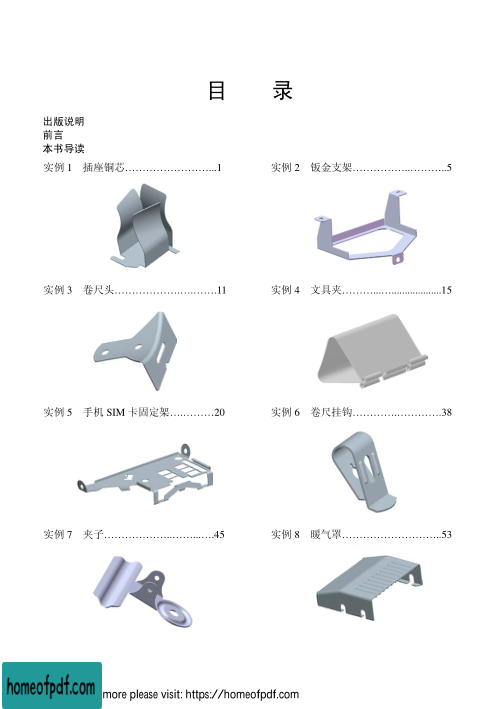 目 录
出版说明
前言
本书导读
实例 1 插座铜芯……………………..1
实例 2 钣金支架……………..………..5
实例 3 卷尺头…………….……….11
实例 4 文具夹………...…...................15
实例 5 手机 SIM 卡固定架…..………20
实例 6 卷尺挂钩………….………….38
实例 7 夹子……………..……...….45
实例 8 暖气罩………………………..53
homeofpdf.com
more please visit: https://homeofpdf.com